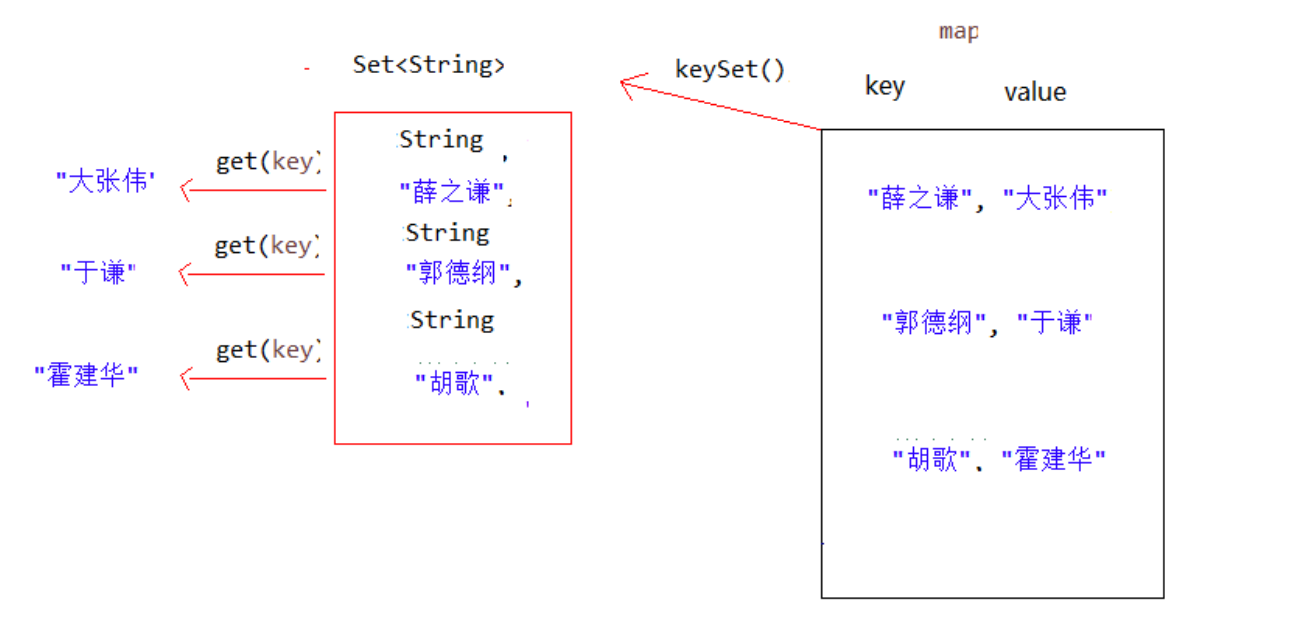 map
Set<String>
keySet()
key
value
String ,
get(key)
"大张伟'
"薛之谦",
"薛之谦", "大张伟"
String
get(key)
"于谦"
"郭德纲",
"郭德纲", "于谦"
String
get(key)
"霍建华"
"胡歌".
"胡歌". "霍建华"